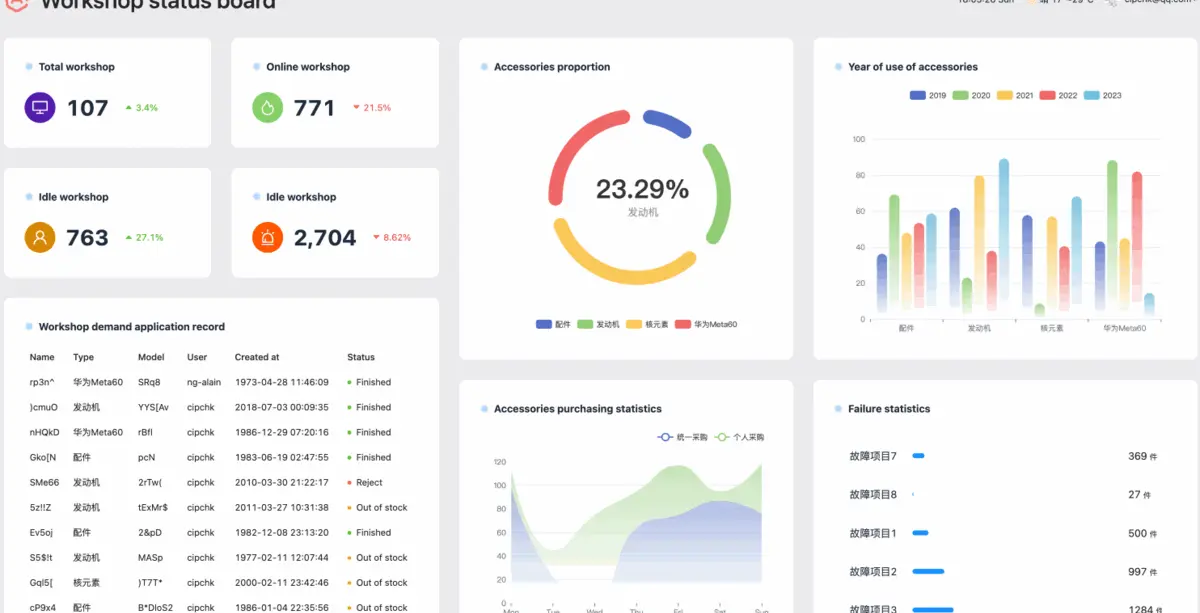 Workshop status board
Total workshop
107 3.4%
Online workshop
771 21.5%
Idle workshop
763 27.1%
Idle workshop
2,704 8.62%
Workshop demand application record
Name Type Model User Created at Status
rp3n^ 华为Meta60 SRq8 ng-alain 1973-04-28 11:46:09 Finished
)cmuO 发动机 YYS[Av cipchk 2018-07-03 00:09:35 Finished
nHQkD 华为Meta60 rBfl cipchk 1986-12-29 07:20:16 Finished
Gko[N 配件 pcN cipchk 1983-06-19 02:47:55 Finished
SMe66 发动机 2rTw( cipchk 2010-03-30 21:22:17 Reject
5z!!Z 发动机 tExMr$ cipchk 2011-03-27 10:31:38 Out of stock
Ev5oj 配件 2&pD cipchk 1982-12-08 23:13:20 Finished
S5$!t 发动机 MASp cipchk 1977-02-11 12:07:44 Out of stock
Gql5[ 核元素 )T7T* cipchk 2000-02-11 23:42:46 Out of stock
cP9x4 配件 B*DIoS2 cipchk 1986-01-04 22:35:56 Out of stock
Accessories proportion
23.29%
发动机
配件 发动机 核元素 华为Meta60
Year of use of accessories
2019 2020 2021 2022 2023
100
80
60
40
20
0
配件 发动机 核元素 华为Meta60
Accessories purchasing statistics
统一采购 个人采购
120
100
80
60
40
20
0
Mon Tue Wed Thu Fri Sat Sun
Failure statistics
故障项目7 369 件
故障项目8 27 件
故障项目1 500 件
故障项目2 997 件
故障项目3 1284 件